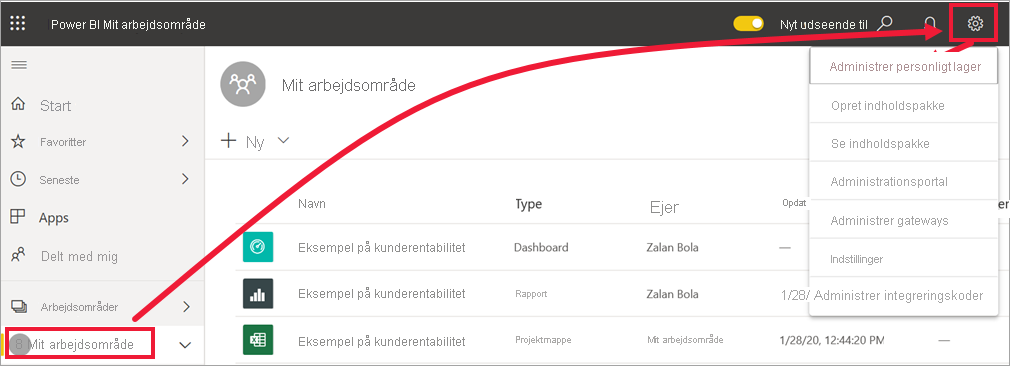 Power BI Mit arbejdsområde
Nyt udseende til
Administrer personligt lager
Opret indholdspakke
Se indholdspakke
Administrationsportal
Administrer gateways
Indstillinger
1/28/ Administrer integreringskoder
Start
Favoritter
Seneste
Apps
Delt med mig
Arbejdsområder
8 Mit arbejdsområde
Mit arbejdsområde
Ny
Navn Type Ejer Opdat er
Eksempel på kunderentabilitet Dashboard Zalan Bola —
Eksempel på kunderentabilitet Rapport Zalan Bola
Eksempel på kunderentabilitet Projektmappe Mit arbejdsområde 1/28/20, 12:44:20 PM —